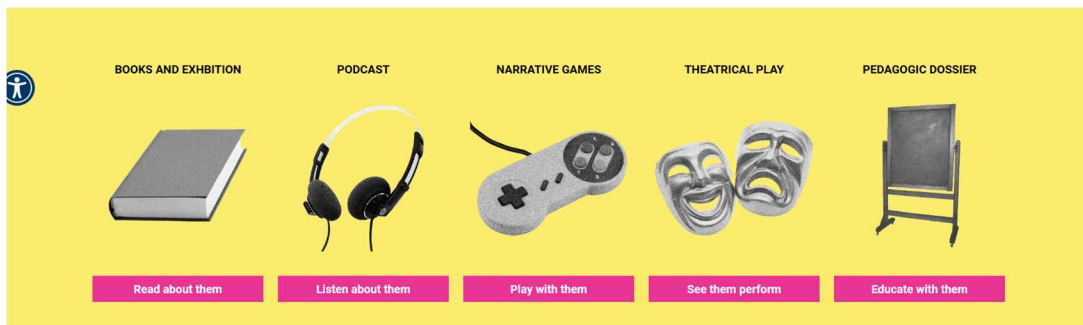 BOOKS AND EXHBITION
PODCAST
NARRATIVE GAMES
THEATRICAL PLAY
PEDAGOGIC DOSSIER
Read about them
Listen about them
Play with them
See them perform
Educate with them